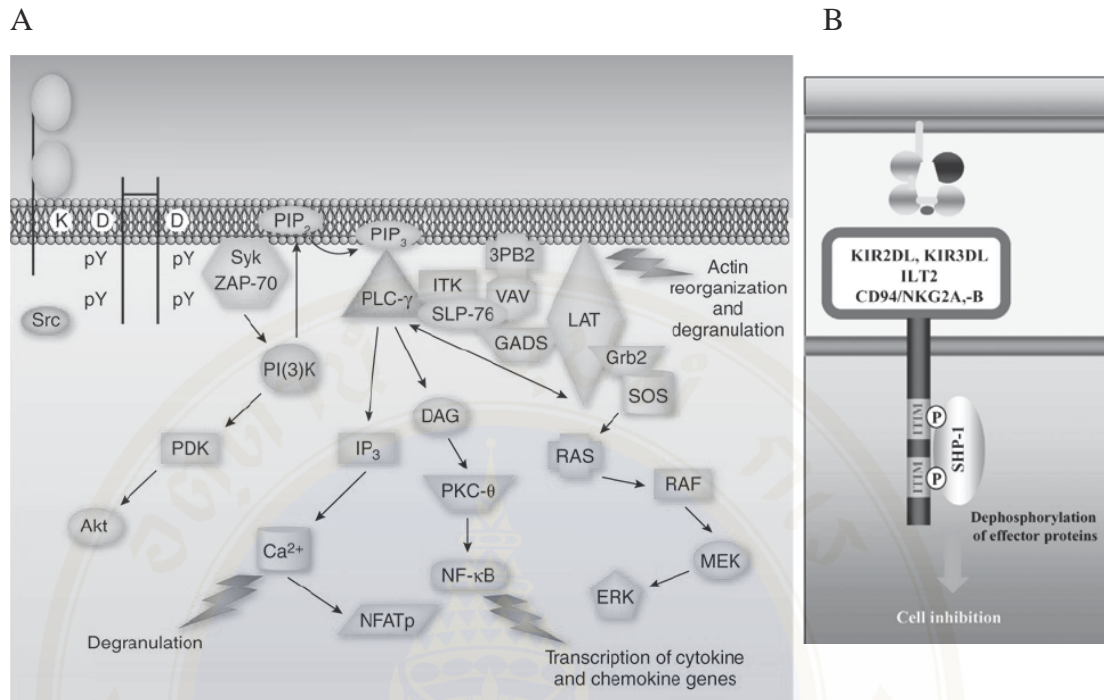 A
B
K
D
D
pY
pY
pY
pY
Src
Syk
ZAP-70
PIP2
PIP3
PI(3)K
PDK
Akt
PLC-γ
ITK
SLP-76
3PB2
VAV
GADS
LAT
Grb2
SOS
Actin
reorganization
and
degranulation
IP3
DAG
PKC-θ
Ca2+
NF-κB
NFATp
RAS
RAF
MEK
ERK
Degranulation
Transcription of cytokine
and chemokine genes
KIR2DL, KIR3DL
ILT2
CD94/NKG2A,-B
ITIM
P
ITIM
P
SHP-1
Dephosphorylation
of effector proteins
Cell inhibition